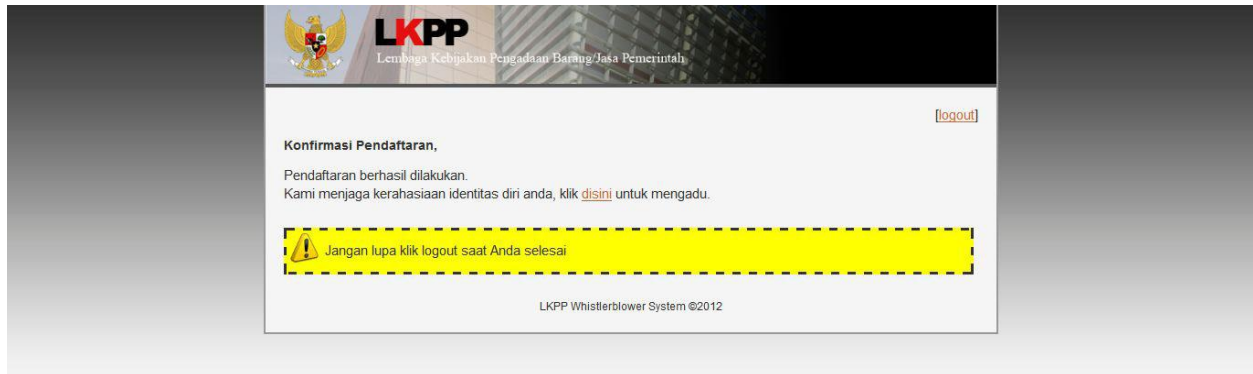 LKPP
Lembaga Kebijakan Pengadaan Barang/Jasa Pemerintah
[logout]
Konfirmasi Pendaftaran,
Pendaftaran berhasil dilakukan.
Kami menjaga kerahasiaan identitas diri anda, klik disini untuk mengadu.
Jangan lupa klik logout saat Anda selesai
LKPP Whistlerblower System ©2012